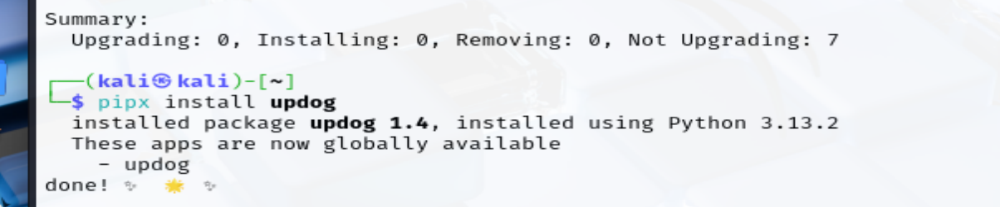 Summary:
  Upgrading: 0, Installing: 0, Removing: 0, Not Upgrading: 7
┌──(kali㉿kali)-[~]
└─$ pipx install updog
  installed package updog 1.4, installed using Python 3.13.2
  These apps are now globally available
    - updog
done! ✨ 🌟 ✨